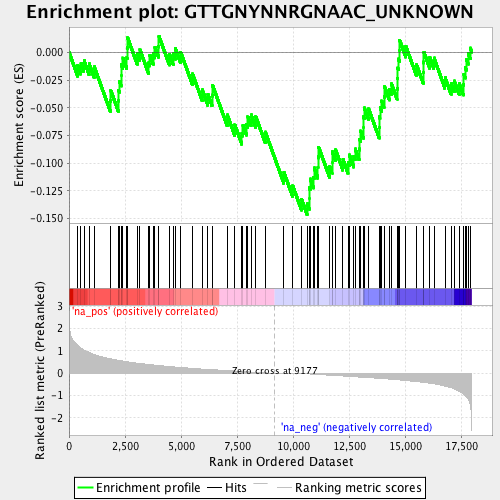 Enrichment plot: GTTGNYNNRGNAAC_UNKNOWN
Enrichment score (ES)
0.000
-0.025
-0.050
-0.075
-0.100
-0.125
-0.150
'na_pos' (positively correlated)
Ranked list metric (PreRanked)
3
2
1
0
-1
-2
Zero cross at 9177
'na_neg' (negatively correlated)
0
2,500
5,000
7,500
10,000
12,500
15,000
17,500
Rank in Ordered Dataset
Enrichment profile
Hits
Ranking metric scores